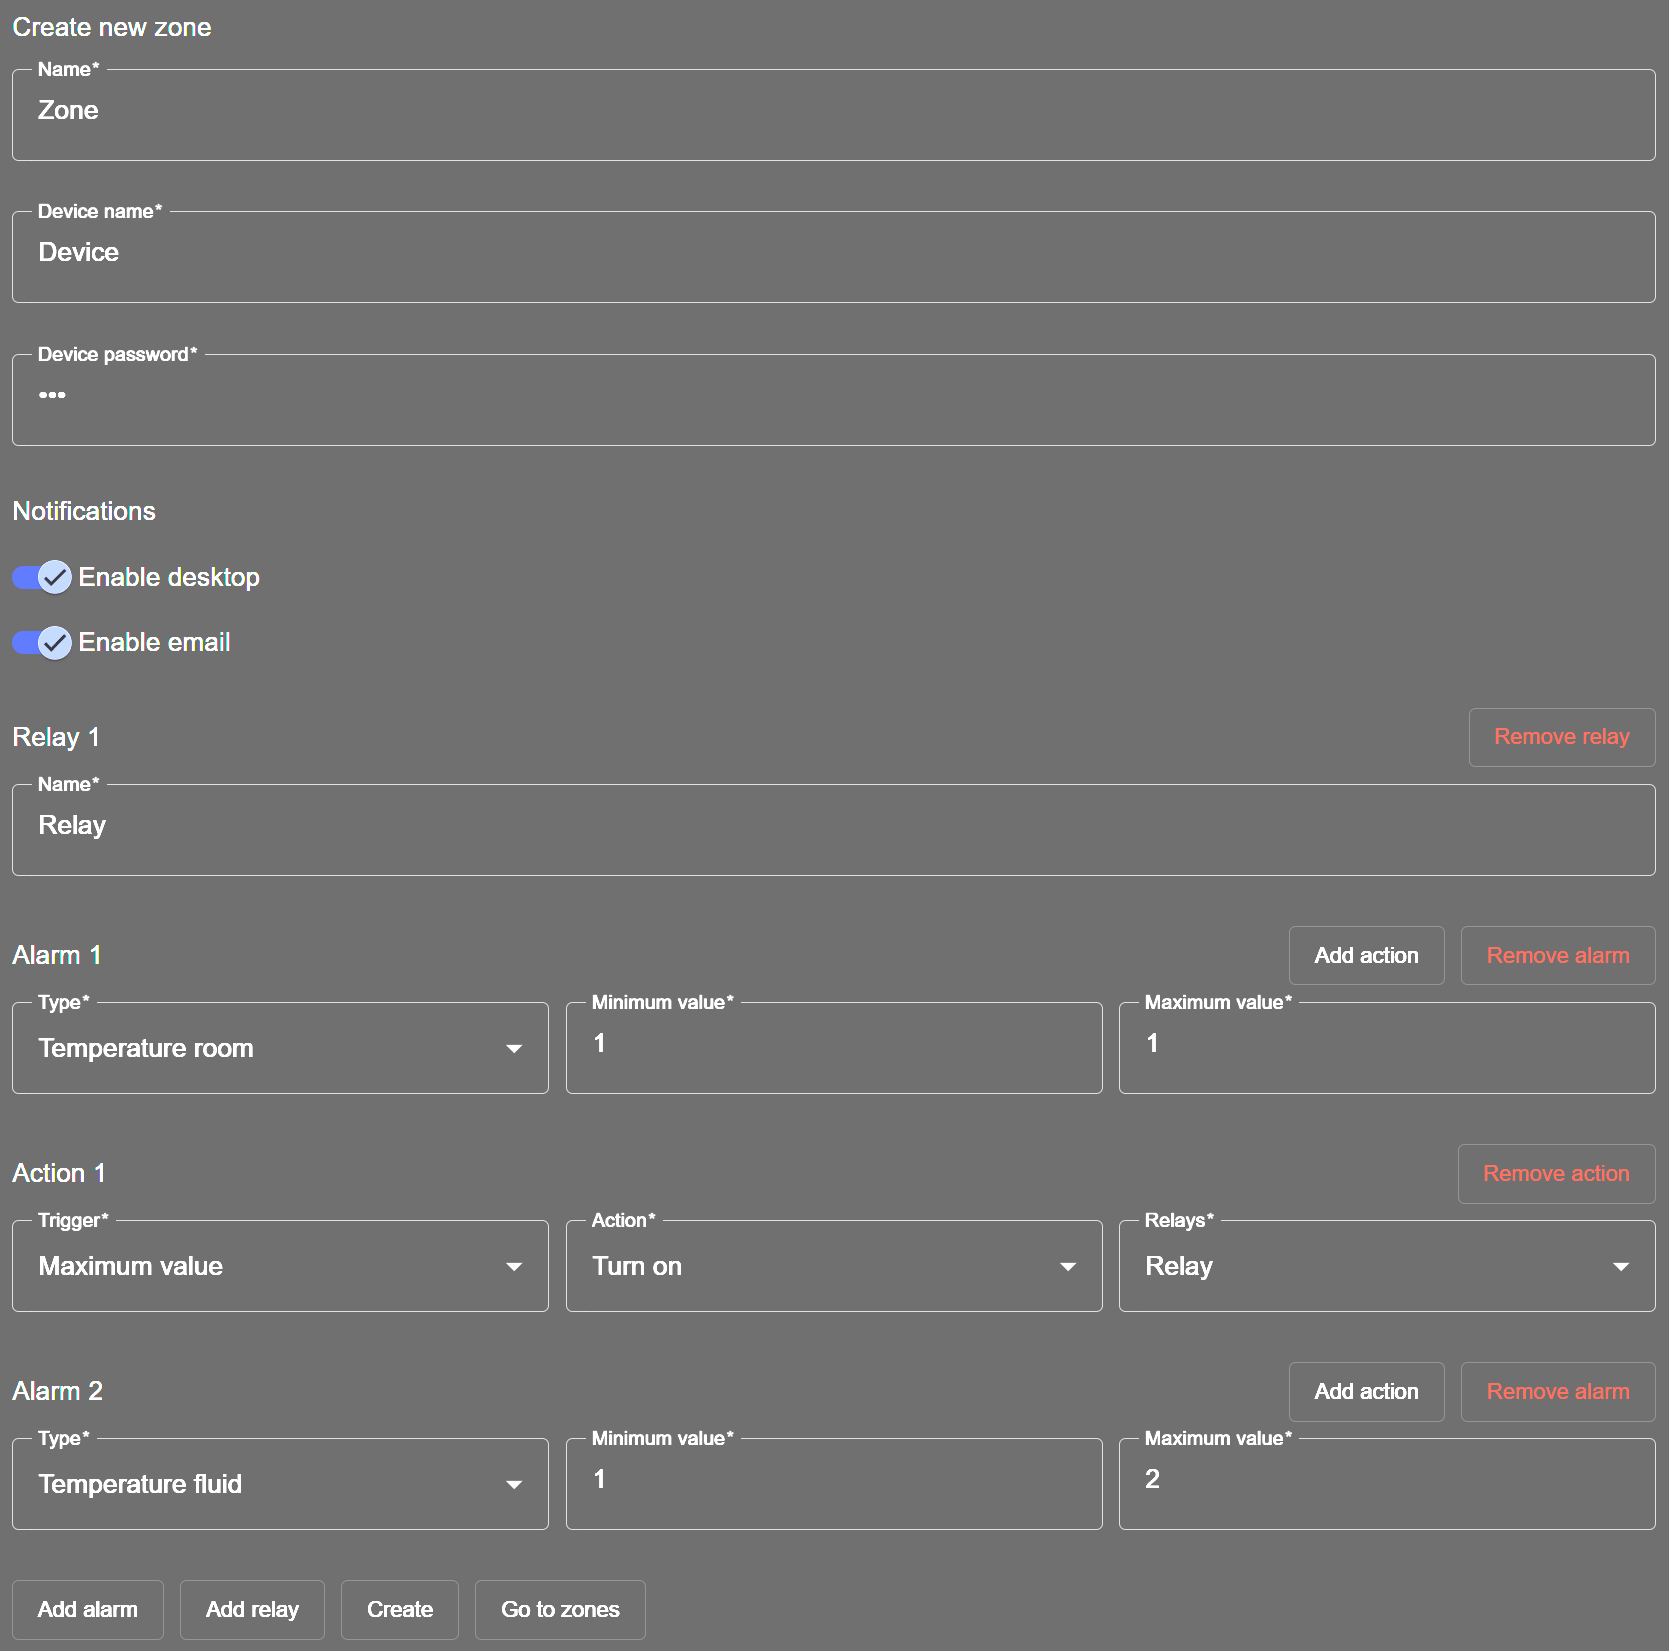 Create new zone
Name*
Zone
Device name*
Device
Device password*
•••
Notifications
Enable desktop
Enable email
Relay 1
Remove relay
Name*
Relay
Alarm 1
Add action
Remove alarm
Type*
Minimum value*
Maximum value*
Temperature room
1
1
Action 1
Remove action
Trigger*
Action*
Relays*
Maximum value
Turn on
Relay
Alarm 2
Add action
Remove alarm
Type*
Minimum value*
Maximum value*
Temperature fluid
1
2
Add alarm
Add relay
Create
Go to zones